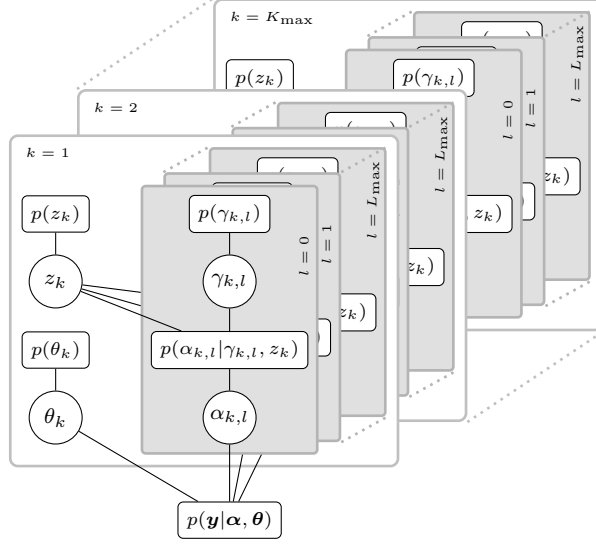 k = K_max
p(z_k)
p(γ_{k,l})
l = 0
l = 1
l = L_max
z_k)
, z_k)
k = 2
l = L_max
z_k)
k = 1
p(z_k)
p(γ_{k,l})
l = 0
l = 1
l = L_max
z_k
γ_{k,l}
z_k)
p(θ_k)
p(α_{k,l}|γ_{k,l}, z_k)
)
θ_k
α_{k,l}
p(y|α, θ)